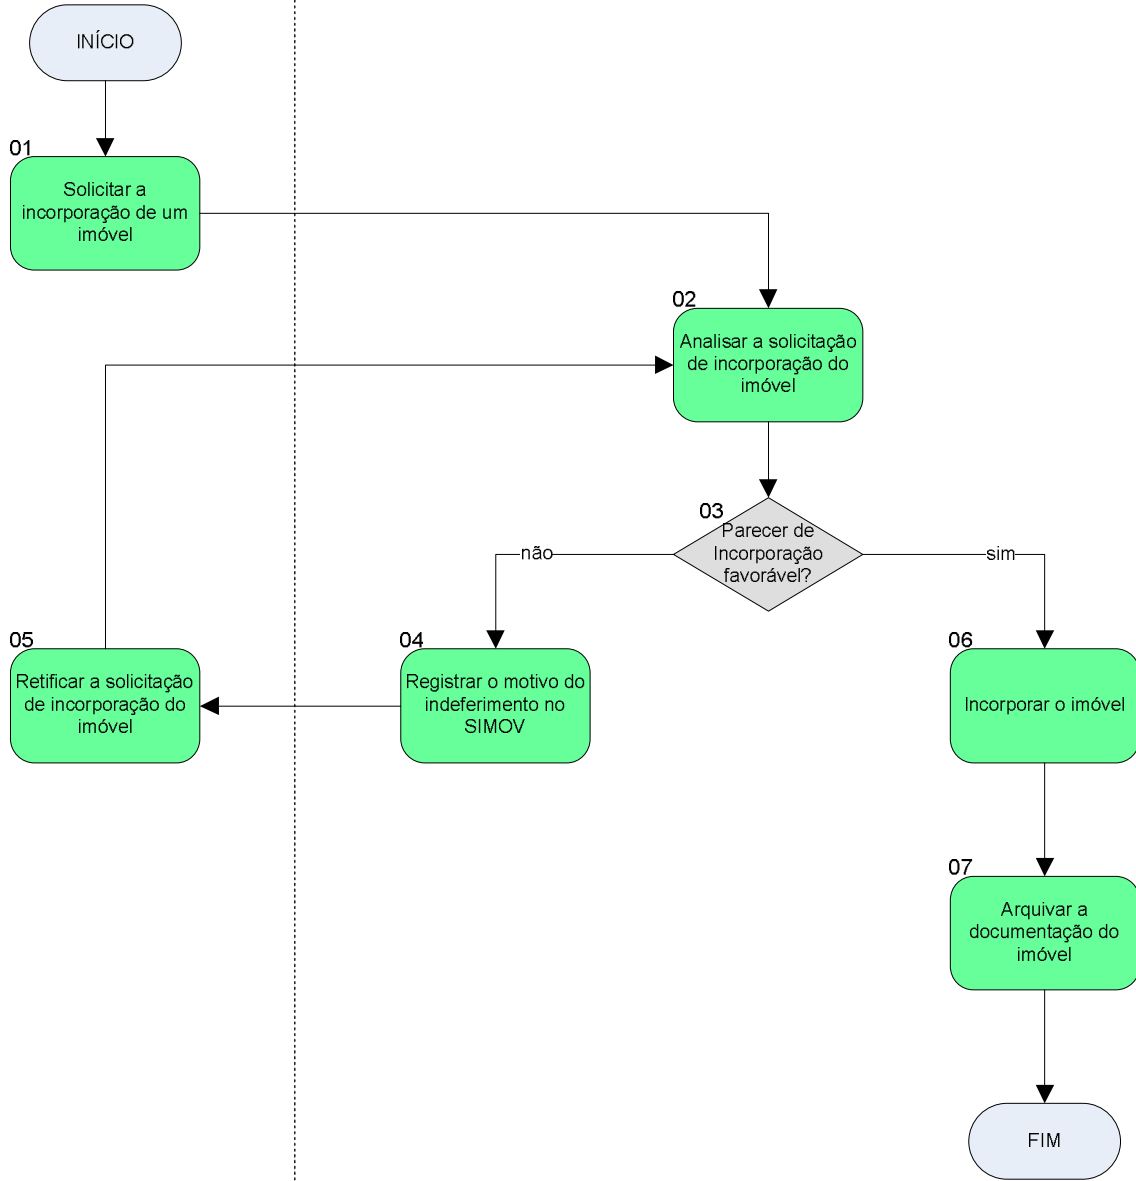 INÍCIO
01
Solicitar a
incorporação de um
imóvel
02
Analisar a solicitação
de incorporação do
imóvel
03
Parecer de
Incorporação
favorável?
não
sim
05
Retificar a solicitação
de incorporação do
imóvel
04
Registrar o motivo do
indeferimento no
SIMOV
06
Incorporar o imóvel
07
Arquivar a
documentação do
imóvel
FIM